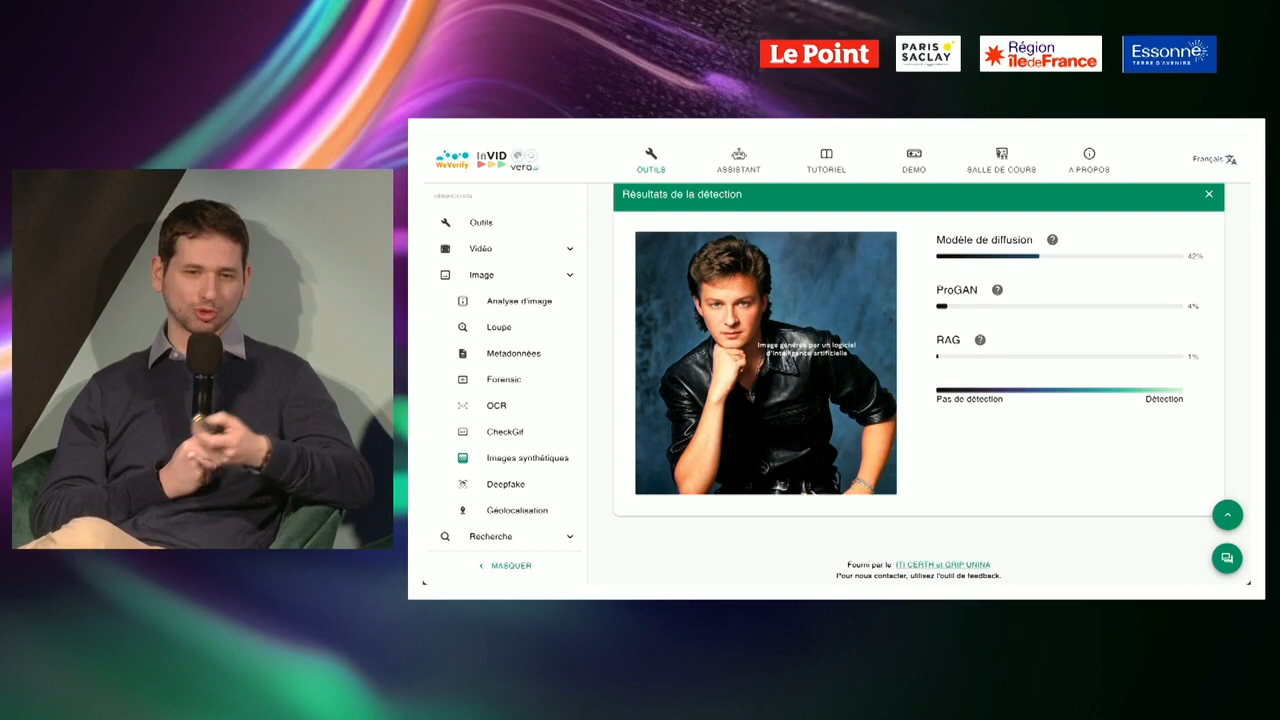 Le Point
PARIS
SACLAY
Région
îledeFrance
Essonne
TERRE D'AVENIRE
WeVerify
InVID
vera.ai
OUTILS
ASSISTANT
TUTORIEL
DEMO
SALLE DE COURS
A PROPOS
Français
VÉRIFICATION
Outils
Vidéo
Image
Analyse d'image
Loupe
Metadonnées
Forensic
OCR
CheckGif
Images synthétiques
Deepfake
Géolocalisation
Recherche
MASQUER
Résultats de la détection
Image générée par un logiciel
d'intelligence artificielle
Modèle de diffusion
42%
ProGAN
4%
RAG
1%
Pas de détection
Détection
Fourni par le ITI CERTH et GRIP UNINA
Pour nous contacter, utilisez l'outil de feedback.